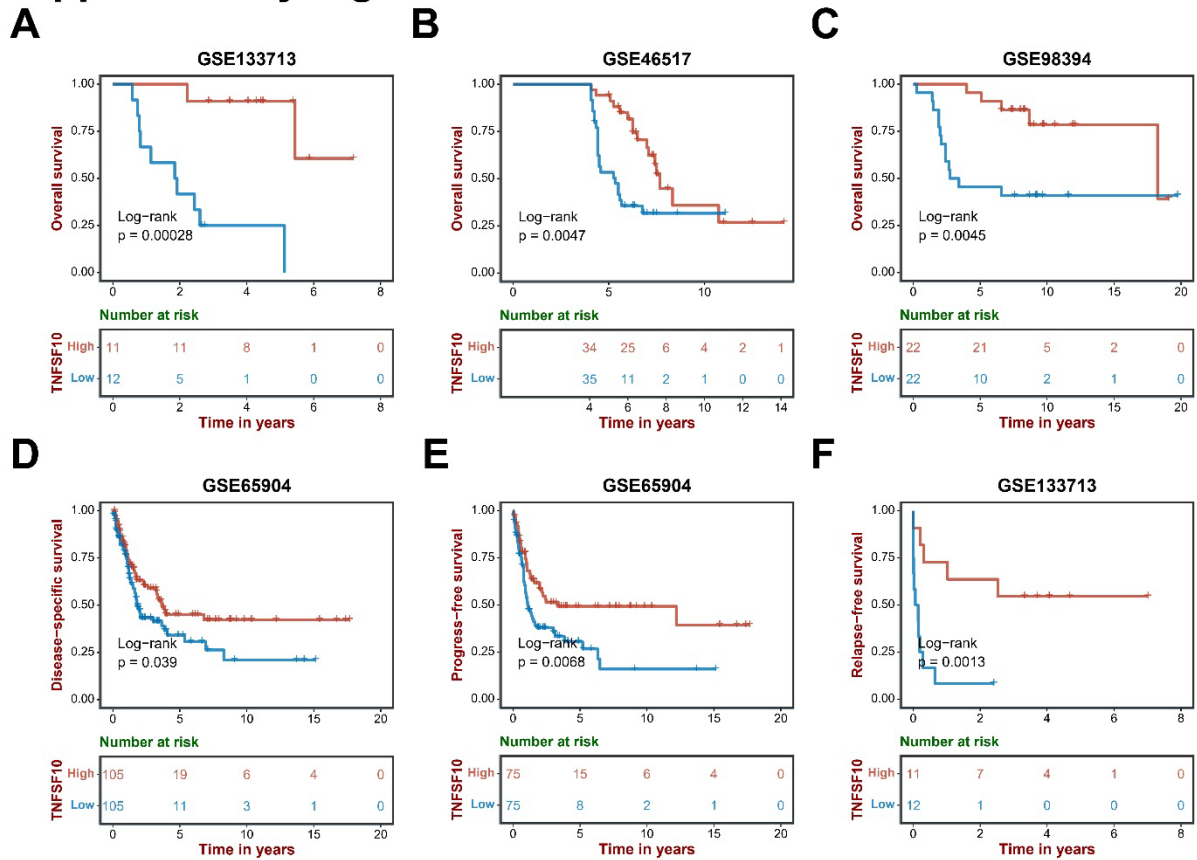 A
GSE133713
Overall survival
1.00
0.75
0.50
0.25
0.00
Log−rank
p = 0.00028
0 2 4 6 8
Number at risk
TNFSF10
High 11 11 8 1 0
Low 12 5 1 0 0
0 2 4 6 8
Time in years
B
GSE46517
Overall survival
1.00
0.75
0.50
0.25
0.00
Log−rank
p = 0.0047
0 5 10
Number at risk
TNFSF10
High 34 25 6 4 2 1
Low 35 11 2 1 0 0
4 6 8 10 12 14
Time in years
C
GSE98394
Overall survival
1.00
0.75
0.50
0.25
0.00
Log−rank
p = 0.0045
0 5 10 15 20
Number at risk
TNFSF10
High 22 21 5 2 0
Low 22 10 2 1 0
0 5 10 15 20
Time in years
D
GSE65904
Disease−specific survival
1.00
0.75
0.50
0.25
0.00
Log−rank
p = 0.039
0 5 10 15 20
Number at risk
TNFSF10
High 105 19 6 4 0
Low 105 11 3 1 0
0 5 10 15 20
Time in years
E
GSE65904
Progress−free survival
1.00
0.75
0.50
0.25
0.00
Log−rank
p = 0.0068
0 5 10 15 20
Number at risk
TNFSF10
High 75 15 6 4 0
Low 75 8 2 1 0
0 5 10 15 20
Time in years
F
GSE133713
Relapse−free survival
1.00
0.75
0.50
0.25
0.00
Log−rank
p = 0.0013
0 2 4 6 8
Number at risk
TNFSF10
High 11 7 4 1 0
Low 12 1 0 0 0
0 2 4 6 8
Time in years